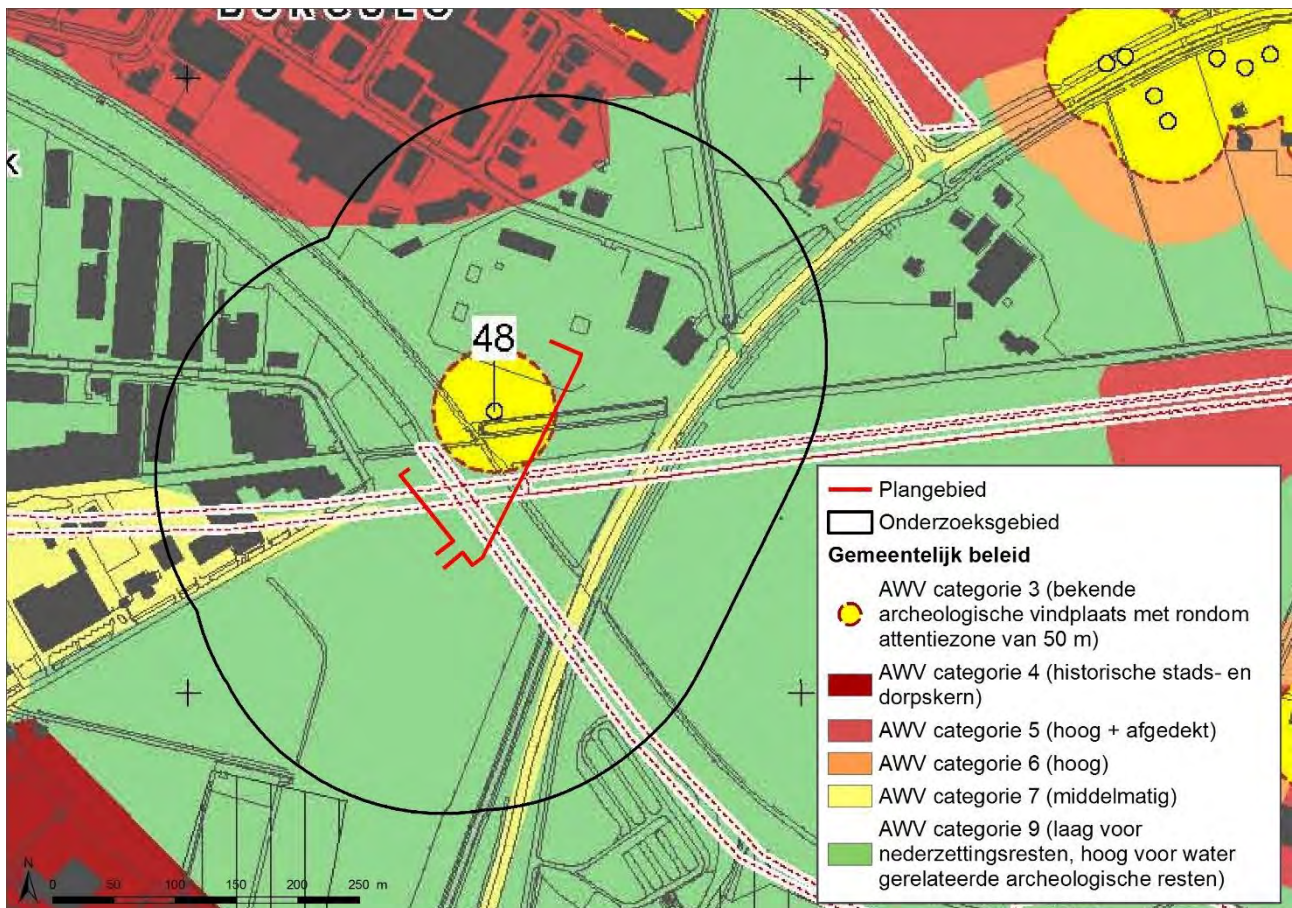 BORCULO
K
48
Plangebied
Onderzoeksgebied
Gemeentelijk beleid
AWV categorie 3 (bekende
archeologische vindplaats met rondom
attentiezone van 50 m)
AWV categorie 4 (historische stads- en
dorpskern)
AWV categorie 5 (hoog + afgedekt)
AWV categorie 6 (hoog)
AWV categorie 7 (middelmatig)
AWV categorie 9 (laag voor
nederzettingsresten, hoog voor water
gerelateerde archeologische resten)
N
0 50 100 150 200 250 m